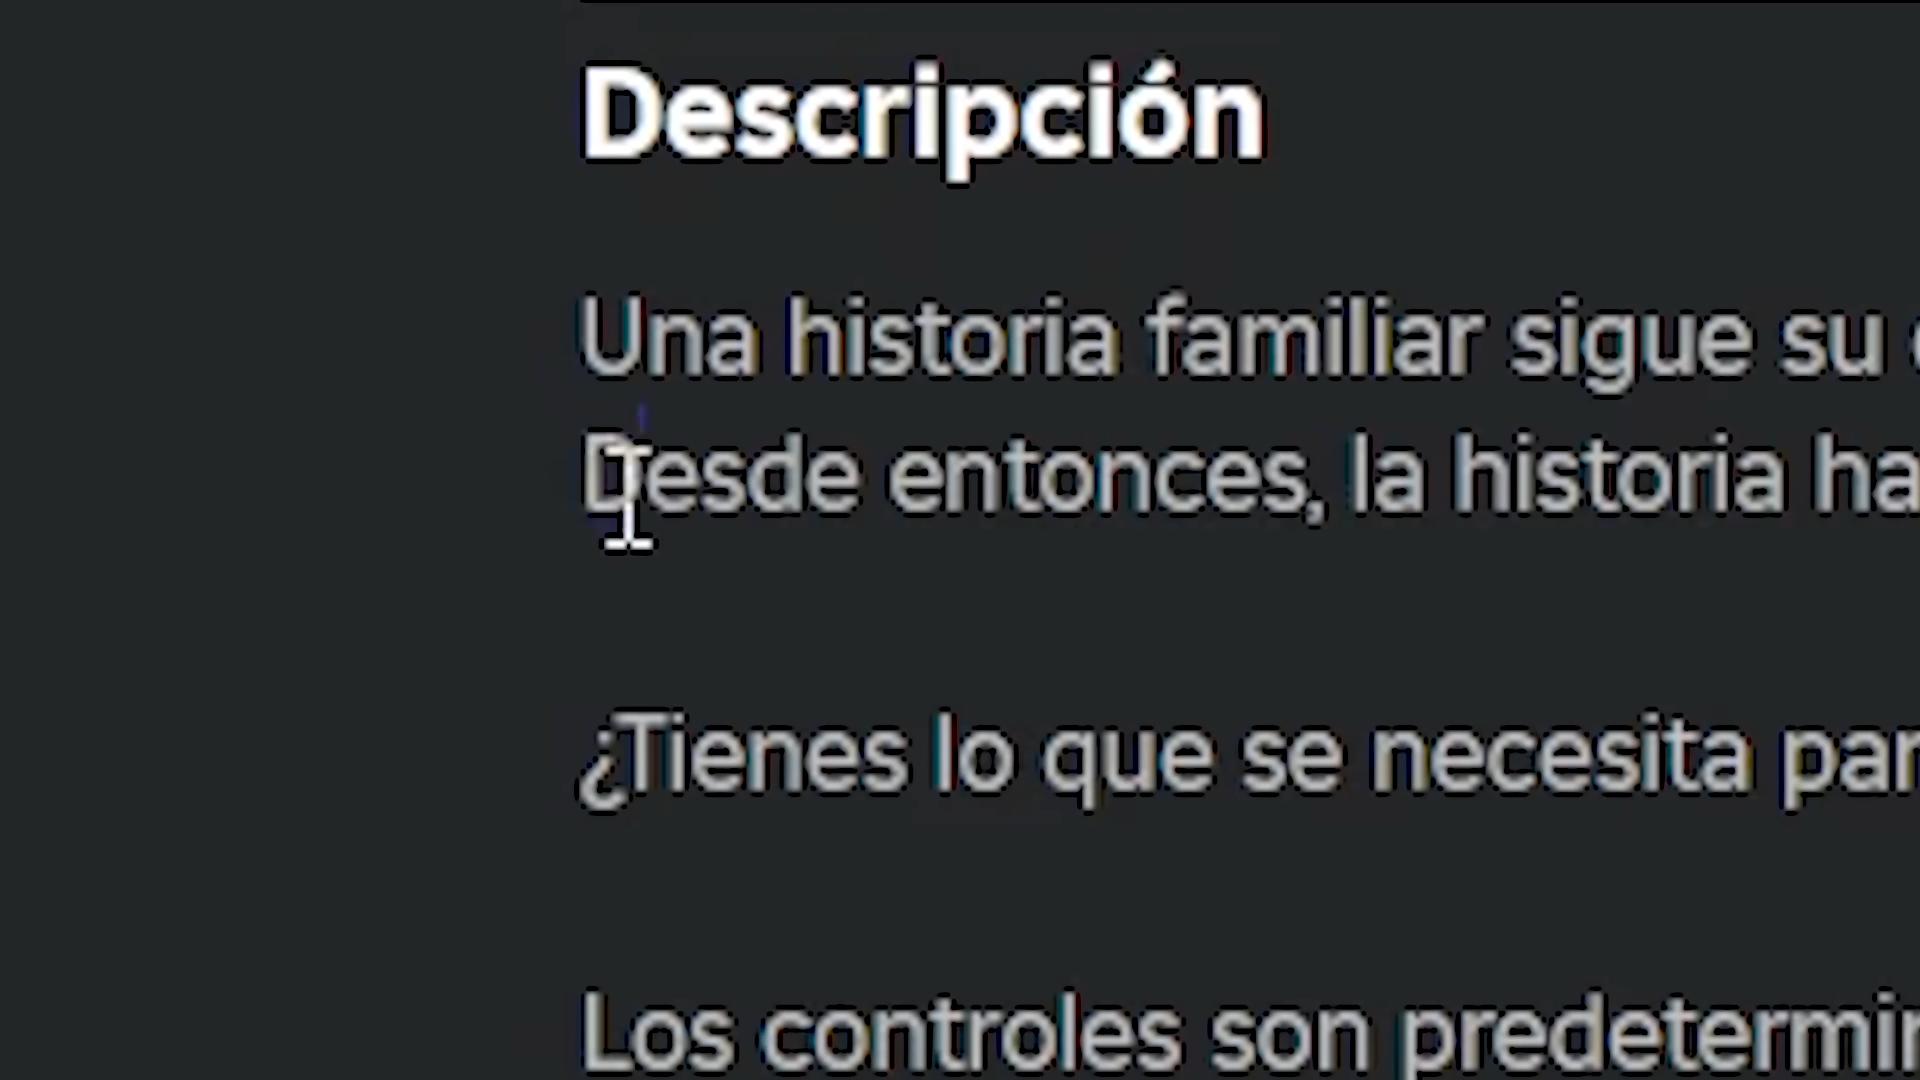 Descripción
Una historia familiar sigue su
Desde entonces, la historia ha
¿Tienes lo que se necesita par
Los controles son predetermin